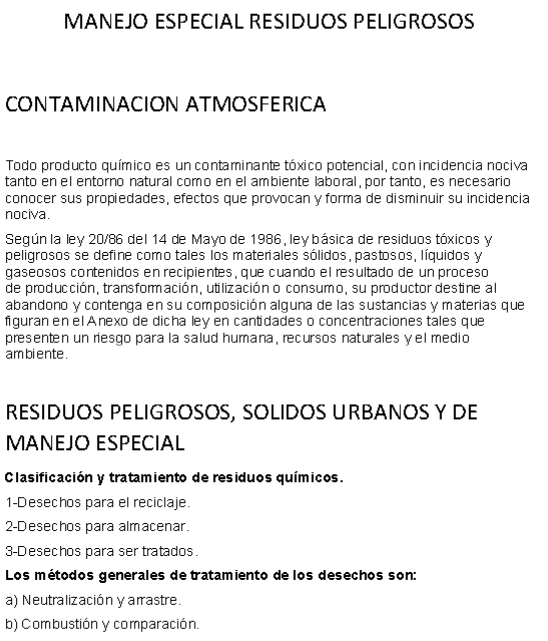 MANEJO ESPECIAL RESIDUOS PELIGROSOS
CONTAMINACION ATMOSFERICA
Todo producto químico es un contaminante tóxico potencial, con incidencia nociva
tanto en el entorno natural como en el ambiente laboral, por tanto, es necesario
conocer sus propiedades, efectos que provocan y forma de disminuir su incidencia
nociva.
Según la ley 20/86 del 14 de Mayo de 1986, ley básica de residuos tóxicos y
peligrosos se define como tales los materiales sólidos, pastosos, líquidos y
gaseosos contenidos en recipientes, que cuando el resultado de un proceso
de producción, transformación, utilización o consumo, su productor destine al
abandono y contenga en su composición alguna de las sustancias y materias que
figuran en el Anexo de dicha ley en cantidades o concentraciones tales que
presenten un riesgo para la salud humana, recursos naturales y el medio
ambiente.
RESIDUOS PELIGROSOS, SOLIDOS URBANOS Y DE
MANEJO ESPECIAL
Clasificación y tratamiento de residuos químicos.
1-Desechos para el reciclaje.
2-Desechos para almacenar.
3-Desechos para ser tratados.
Los métodos generales de tratamiento de los desechos son:
a) Neutralización y arrastre.
b) Combustión y comparación.